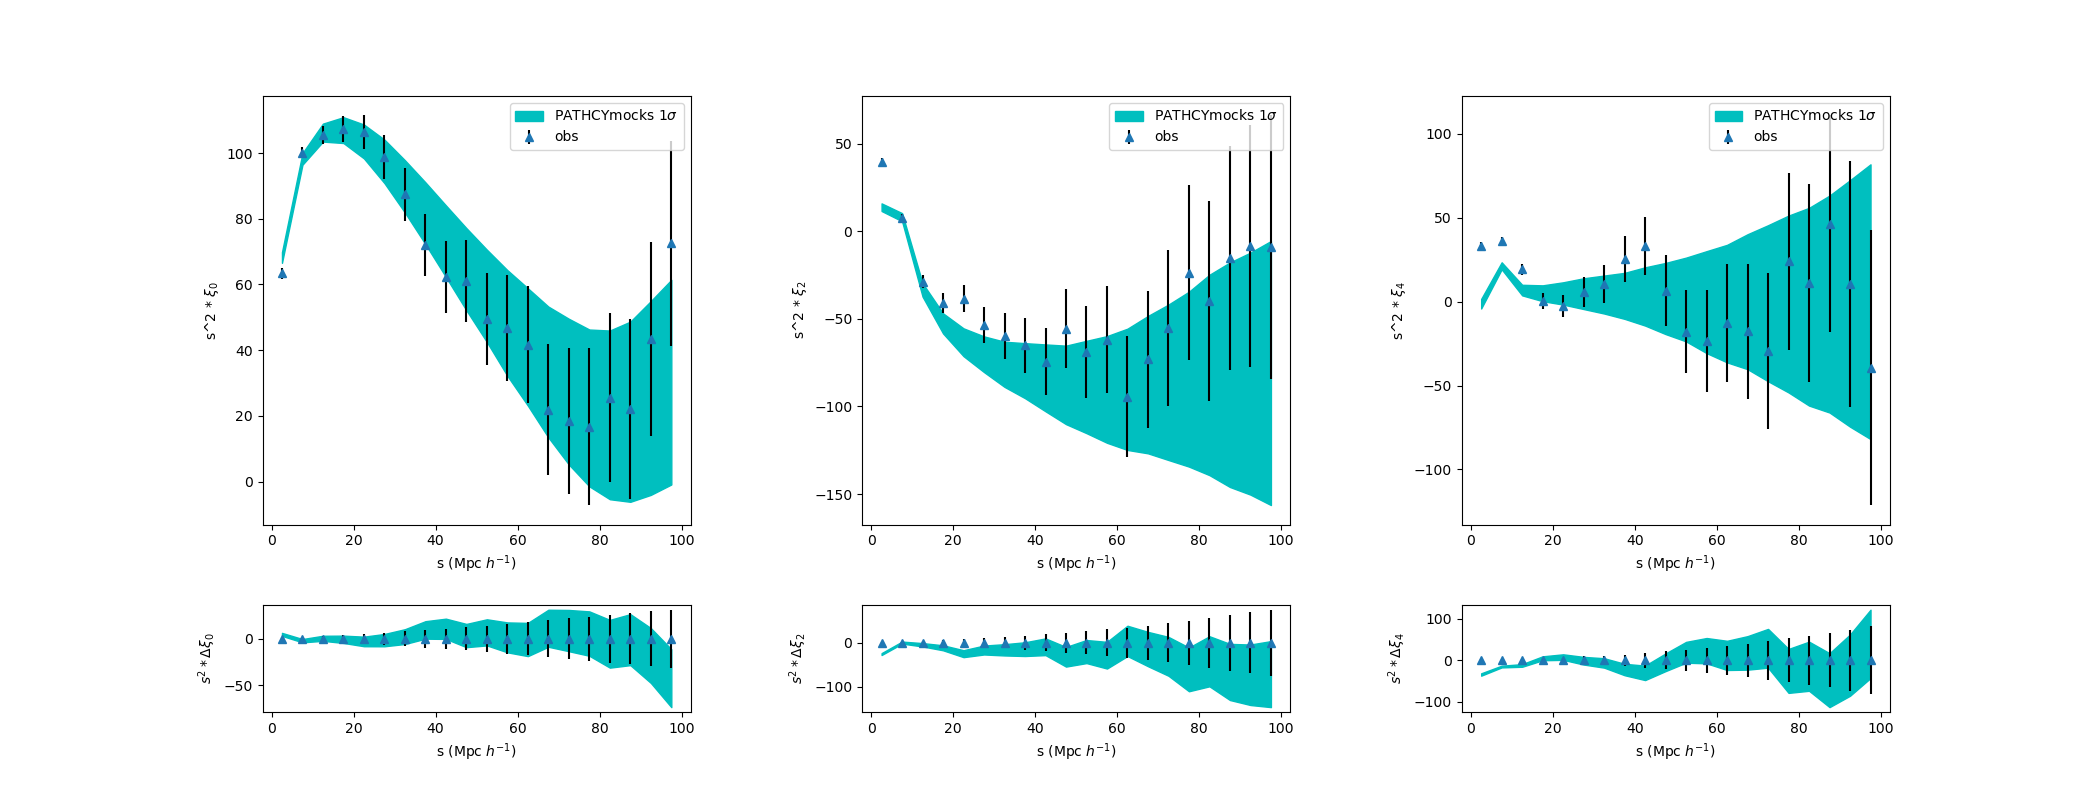 PATHCYmocks 1σ
obs
100
80
60
40
20
0
s^2 * ξ₀
0 20 40 60 80 100
s (Mpc h⁻¹)
PATHCYmocks 1σ
obs
50
0
−50
−100
−150
s^2 * ξ₂
0 20 40 60 80 100
s (Mpc h⁻¹)
PATHCYmocks 1σ
obs
100
50
0
−50
−100
s^2 * ξ₄
0 20 40 60 80 100
s (Mpc h⁻¹)
0
−50
s² * Δξ₀
0 20 40 60 80 100
s (Mpc h⁻¹)
0
−100
s² * Δξ₂
0 20 40 60 80 100
s (Mpc h⁻¹)
100
0
−100
s² * Δξ₄
0 20 40 60 80 100
s (Mpc h⁻¹)